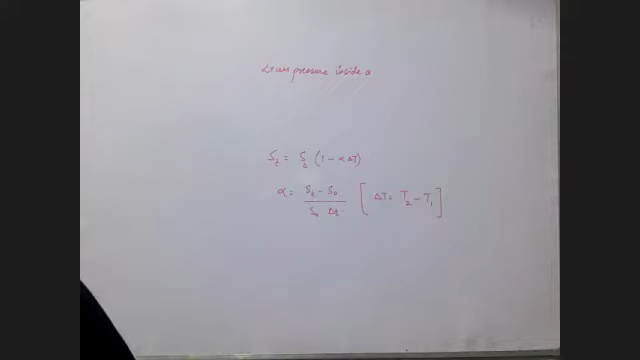 Excess pressure inside a
S_t = S_0 (1 - α ΔT)
α = (S_t - S_0) / (S_0 Δt) [ ΔT = T_2 - T_1 ]